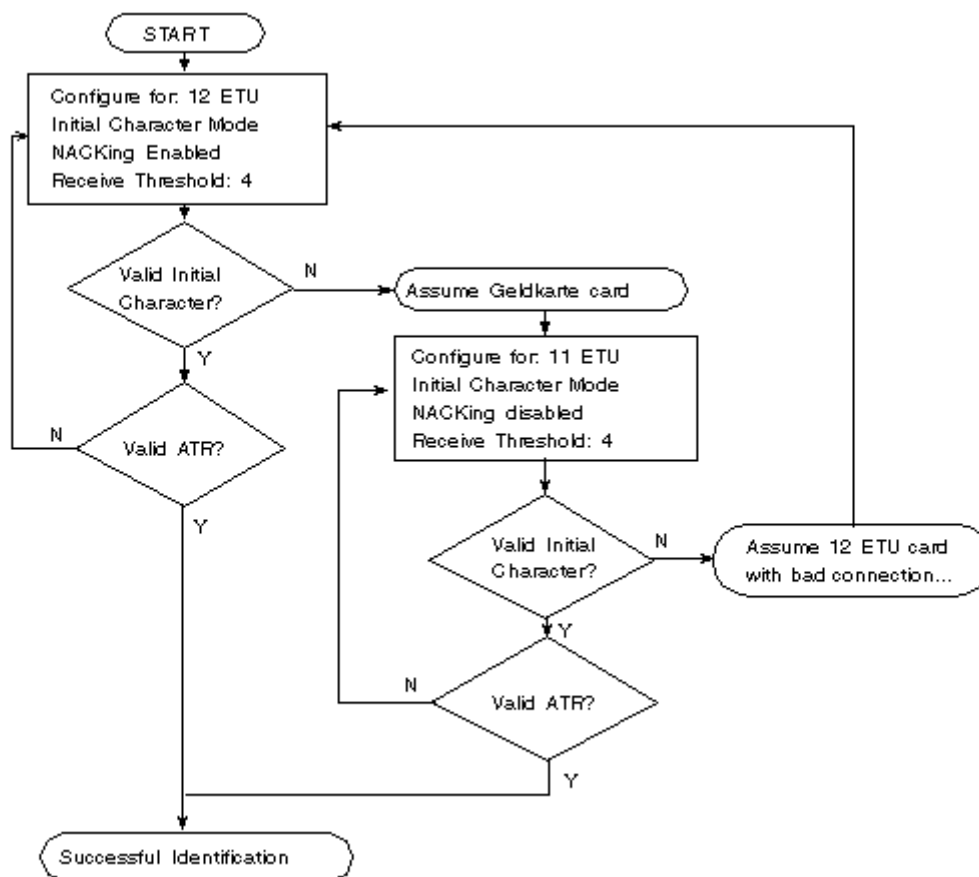 START
Configure for: 12 ETU
Initial Character Mode
NACKing Enabled
Receive Threshold: 4
Valid Initial
Character?
N
Assume Geldkarte card
Y
Configure for: 11 ETU
Initial Character Mode
NACKing disabled
Receive Threshold: 4
N
Valid ATR?
Y
Valid Initial
Character?
N
Assume 12 ETU card
with bad connection...
Y
N
Valid ATR?
Y
Successful Identification